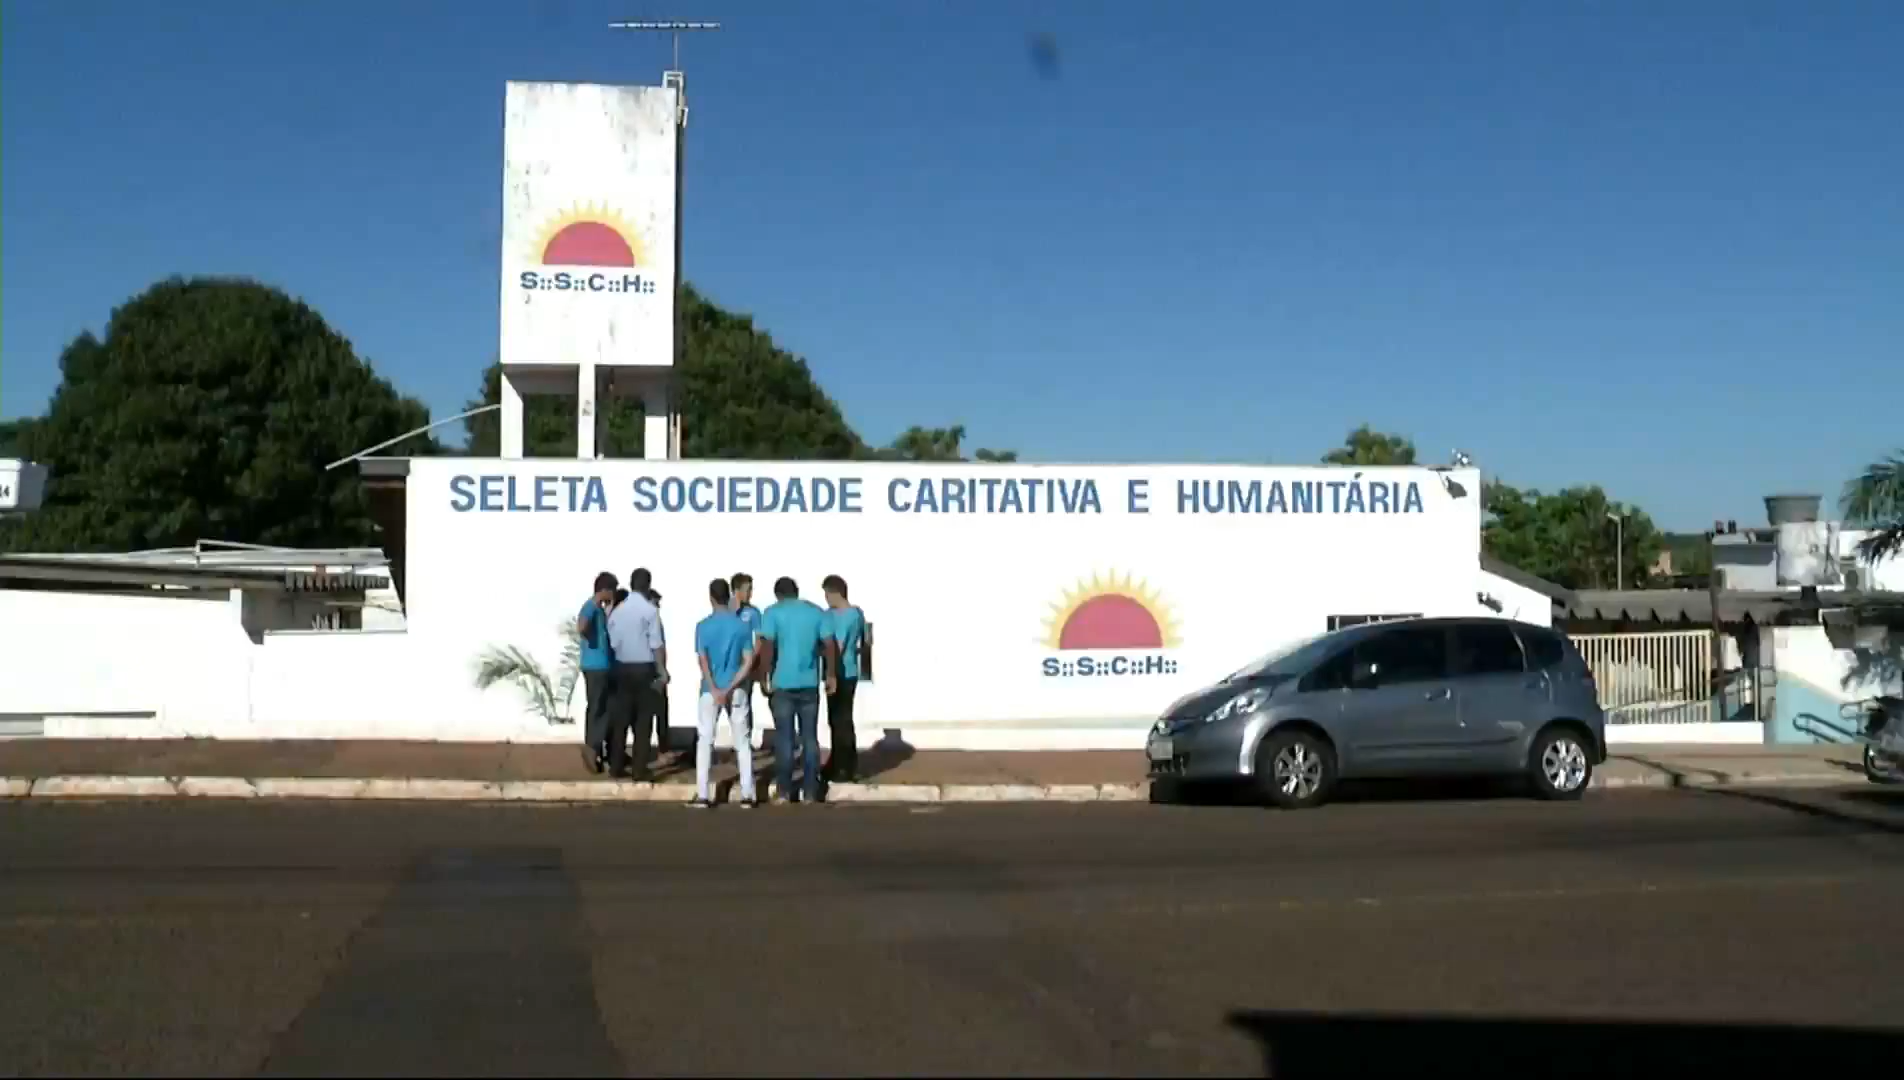 S::S::C::H::
SELETA SOCIEDADE CARITATIVA E HUMANITÁRIA
S::S::C::H::